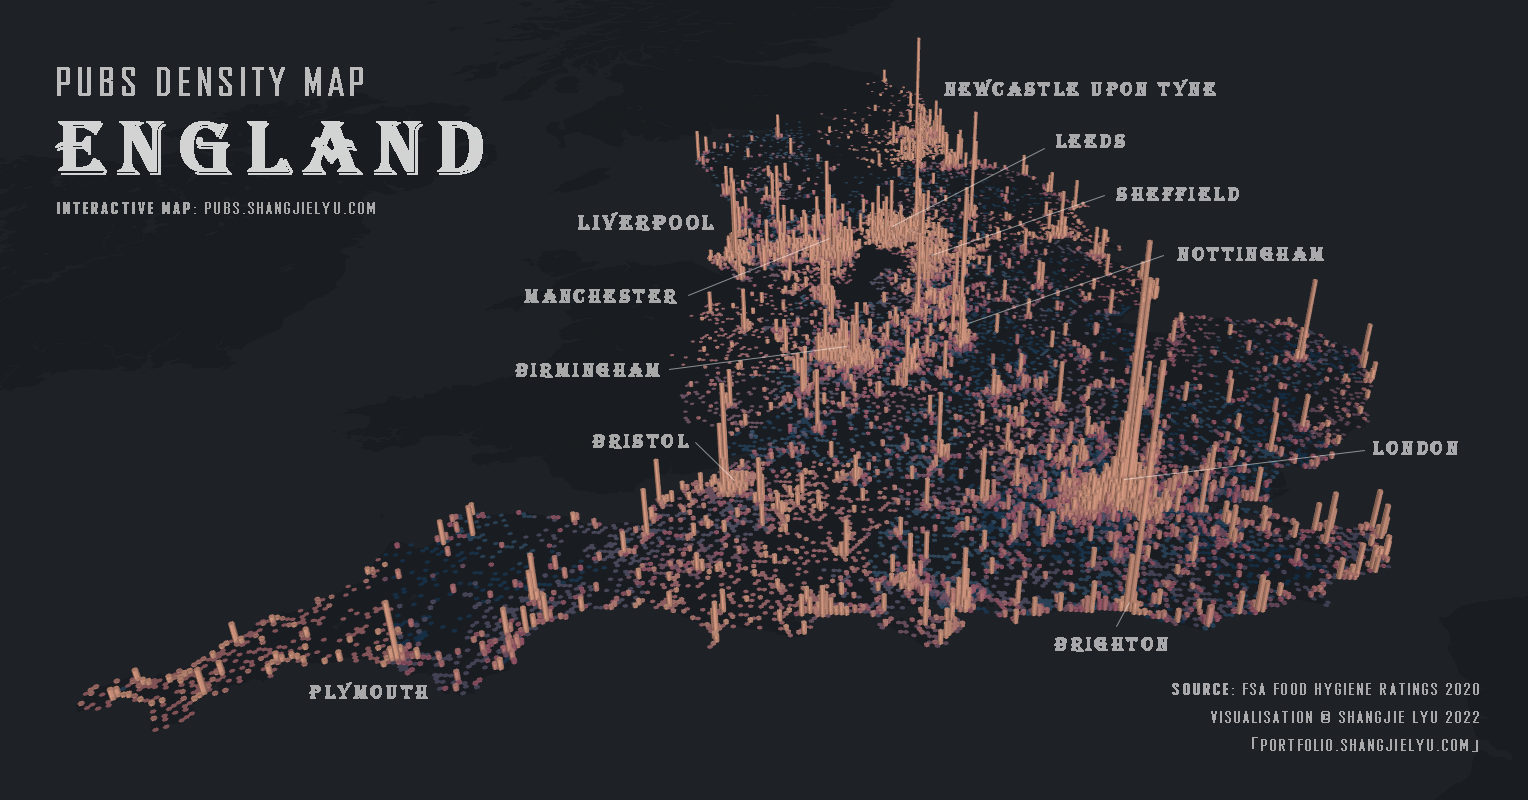 PUBS DENSITY MAP
ENGLAND
INTERACTIVE MAP: PUBS.SHANGJIELYU.COM
NEWCASTLE UPON TYNE
LEEDS
SHEFFIELD
LIVERPOOL
NOTTINGHAM
MANCHESTER
BIRMINGHAM
BRISTOL
LONDON
BRIGHTON
PLYMOUTH
SOURCE: FSA FOOD HYGIENE RATINGS 2020
VISUALISATION @ SHANGJIE LYU 2022
「PORTFOLIO.SHANGJIELYU.COM」